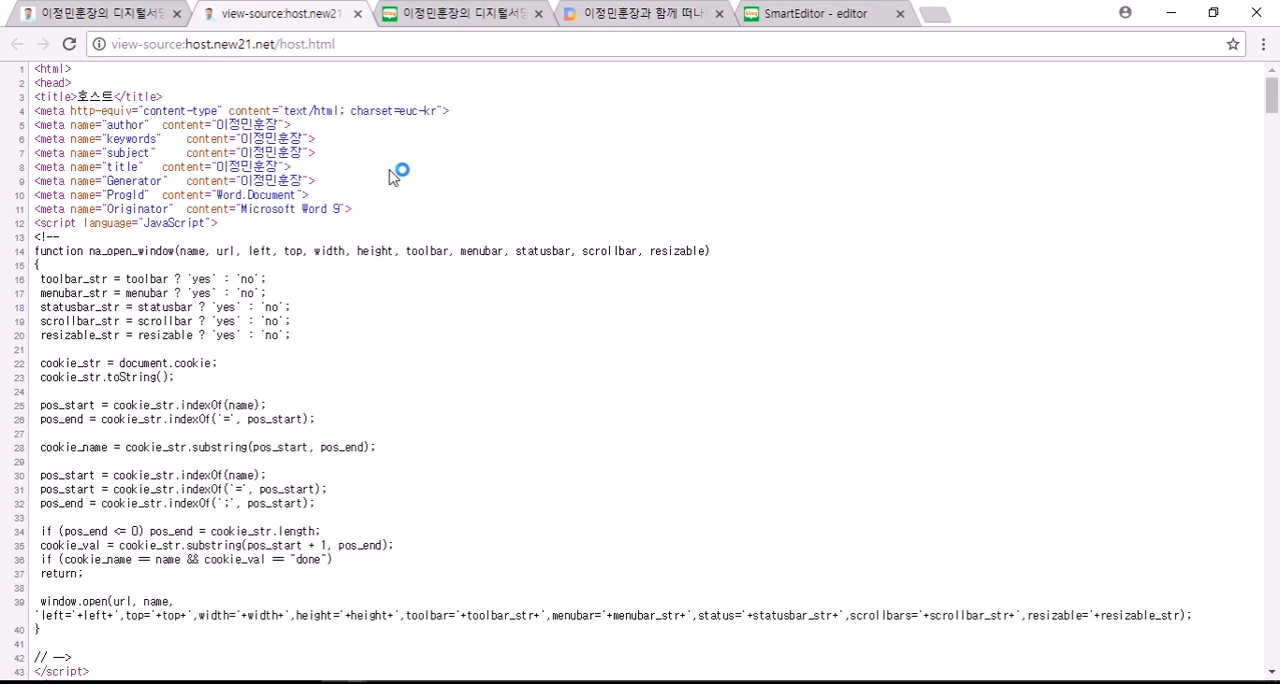 이정민훈장의 디지털서당
view-source:host.new21
이정민훈장의 디지털서당
이정민훈장과 함께 떠나는
SmartEditor - editor
view-source:host.new21.net/host.html
1 <html>
2 <head>
3 <title>호스트</title>
4 <meta http-equiv="content-type" content="text/html; charset=euc-kr">
5 <meta name="author" content="이정민훈장">
6 <meta name="keywords" content="이정민훈장">
7 <meta name="subject" content="이정민훈장">
8 <meta name="title" content="이정민훈장">
9 <meta name="Generator" content="이정민훈장">
10 <meta name="ProgId" content="Word.Document">
11 <meta name="Originator" content="Microsoft Word 9">
12 <script language="JavaScript">
13 <!--
14 function na_open_window(name, url, left, top, width, height, toolbar, menubar, statusbar, scrollbar, resizable)
15 {
16 toolbar_str = toolbar ? 'yes' : 'no';
17 menubar_str = menubar ? 'yes' : 'no';
18 statusbar_str = statusbar ? 'yes' : 'no';
19 scrollbar_str = scrollbar ? 'yes' : 'no';
20 resizable_str = resizable ? 'yes' : 'no';
21
22 cookie_str = document.cookie;
23 cookie_str.toString();
24
25 pos_start = cookie_str.indexOf(name);
26 pos_end = cookie_str.indexOf('=', pos_start);
27
28 cookie_name = cookie_str.substring(pos_start, pos_end);
29
30 pos_start = cookie_str.indexOf(name);
31 pos_start = cookie_str.indexOf('=', pos_start);
32 pos_end = cookie_str.indexOf(';', pos_start);
33
34 if (pos_end <= 0) pos_end = cookie_str.length;
35 cookie_val = cookie_str.substring(pos_start + 1, pos_end);
36 if (cookie_name == name && cookie_val == "done")
37 return;
38
39 window.open(url, name,
'left='+left+',top='+top+',width='+width+',height='+height+',toolbar='+toolbar_str+',menubar='+menubar_str+',status='+statusbar_str+',scrollbars='+scrollbar_str+',resizable='+resizable_str);
40 }
41
42 // -->
43 </script>